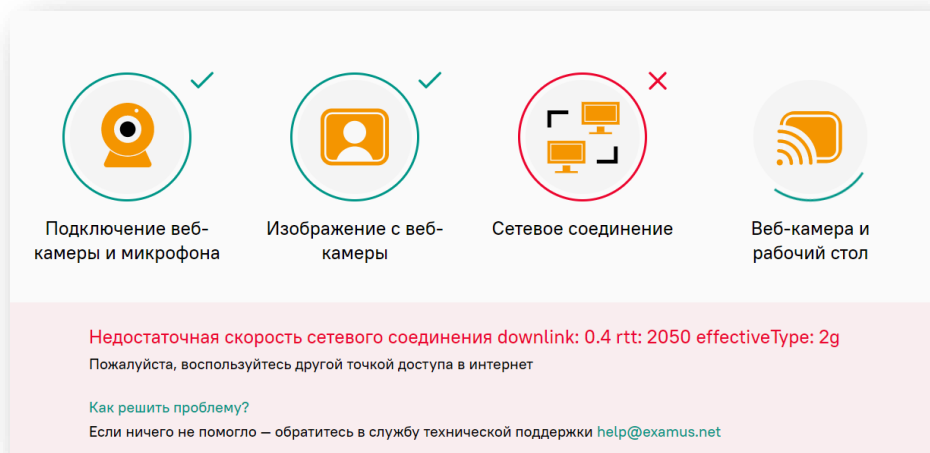 Подключение веб-
камеры и микрофона
Изображение с веб-
камеры
Сетевое соединение
Веб-камера и
рабочий стол
Недостаточная скорость сетевого соединения downlink: 0.4 rtt: 2050 effectiveType: 2g
Пожалуйста, воспользуйтесь другой точкой доступа в интернет
Как решить проблему?
Если ничего не помогло — обратитесь в службу технической поддержки help@examus.net